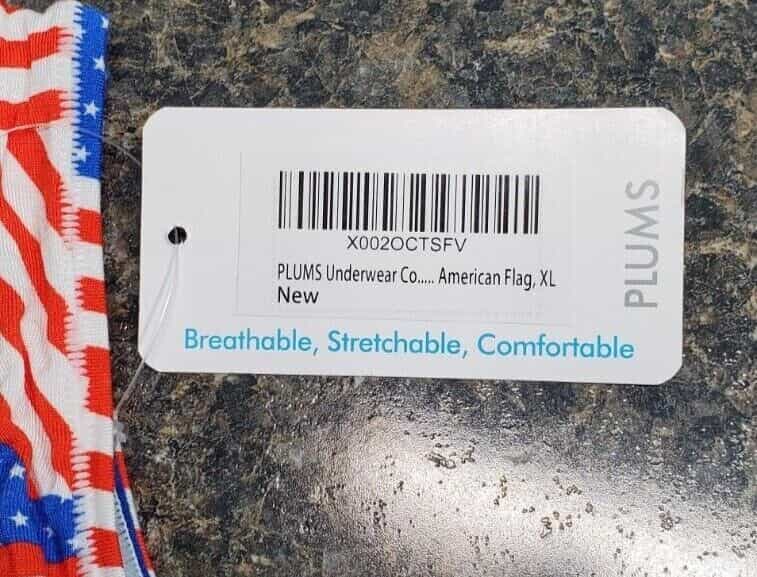 X002OCTSFV
PLUMS Underwear Co..... American Flag, XL
New
Breathable, Stretchable, Comfortable
PLUMS